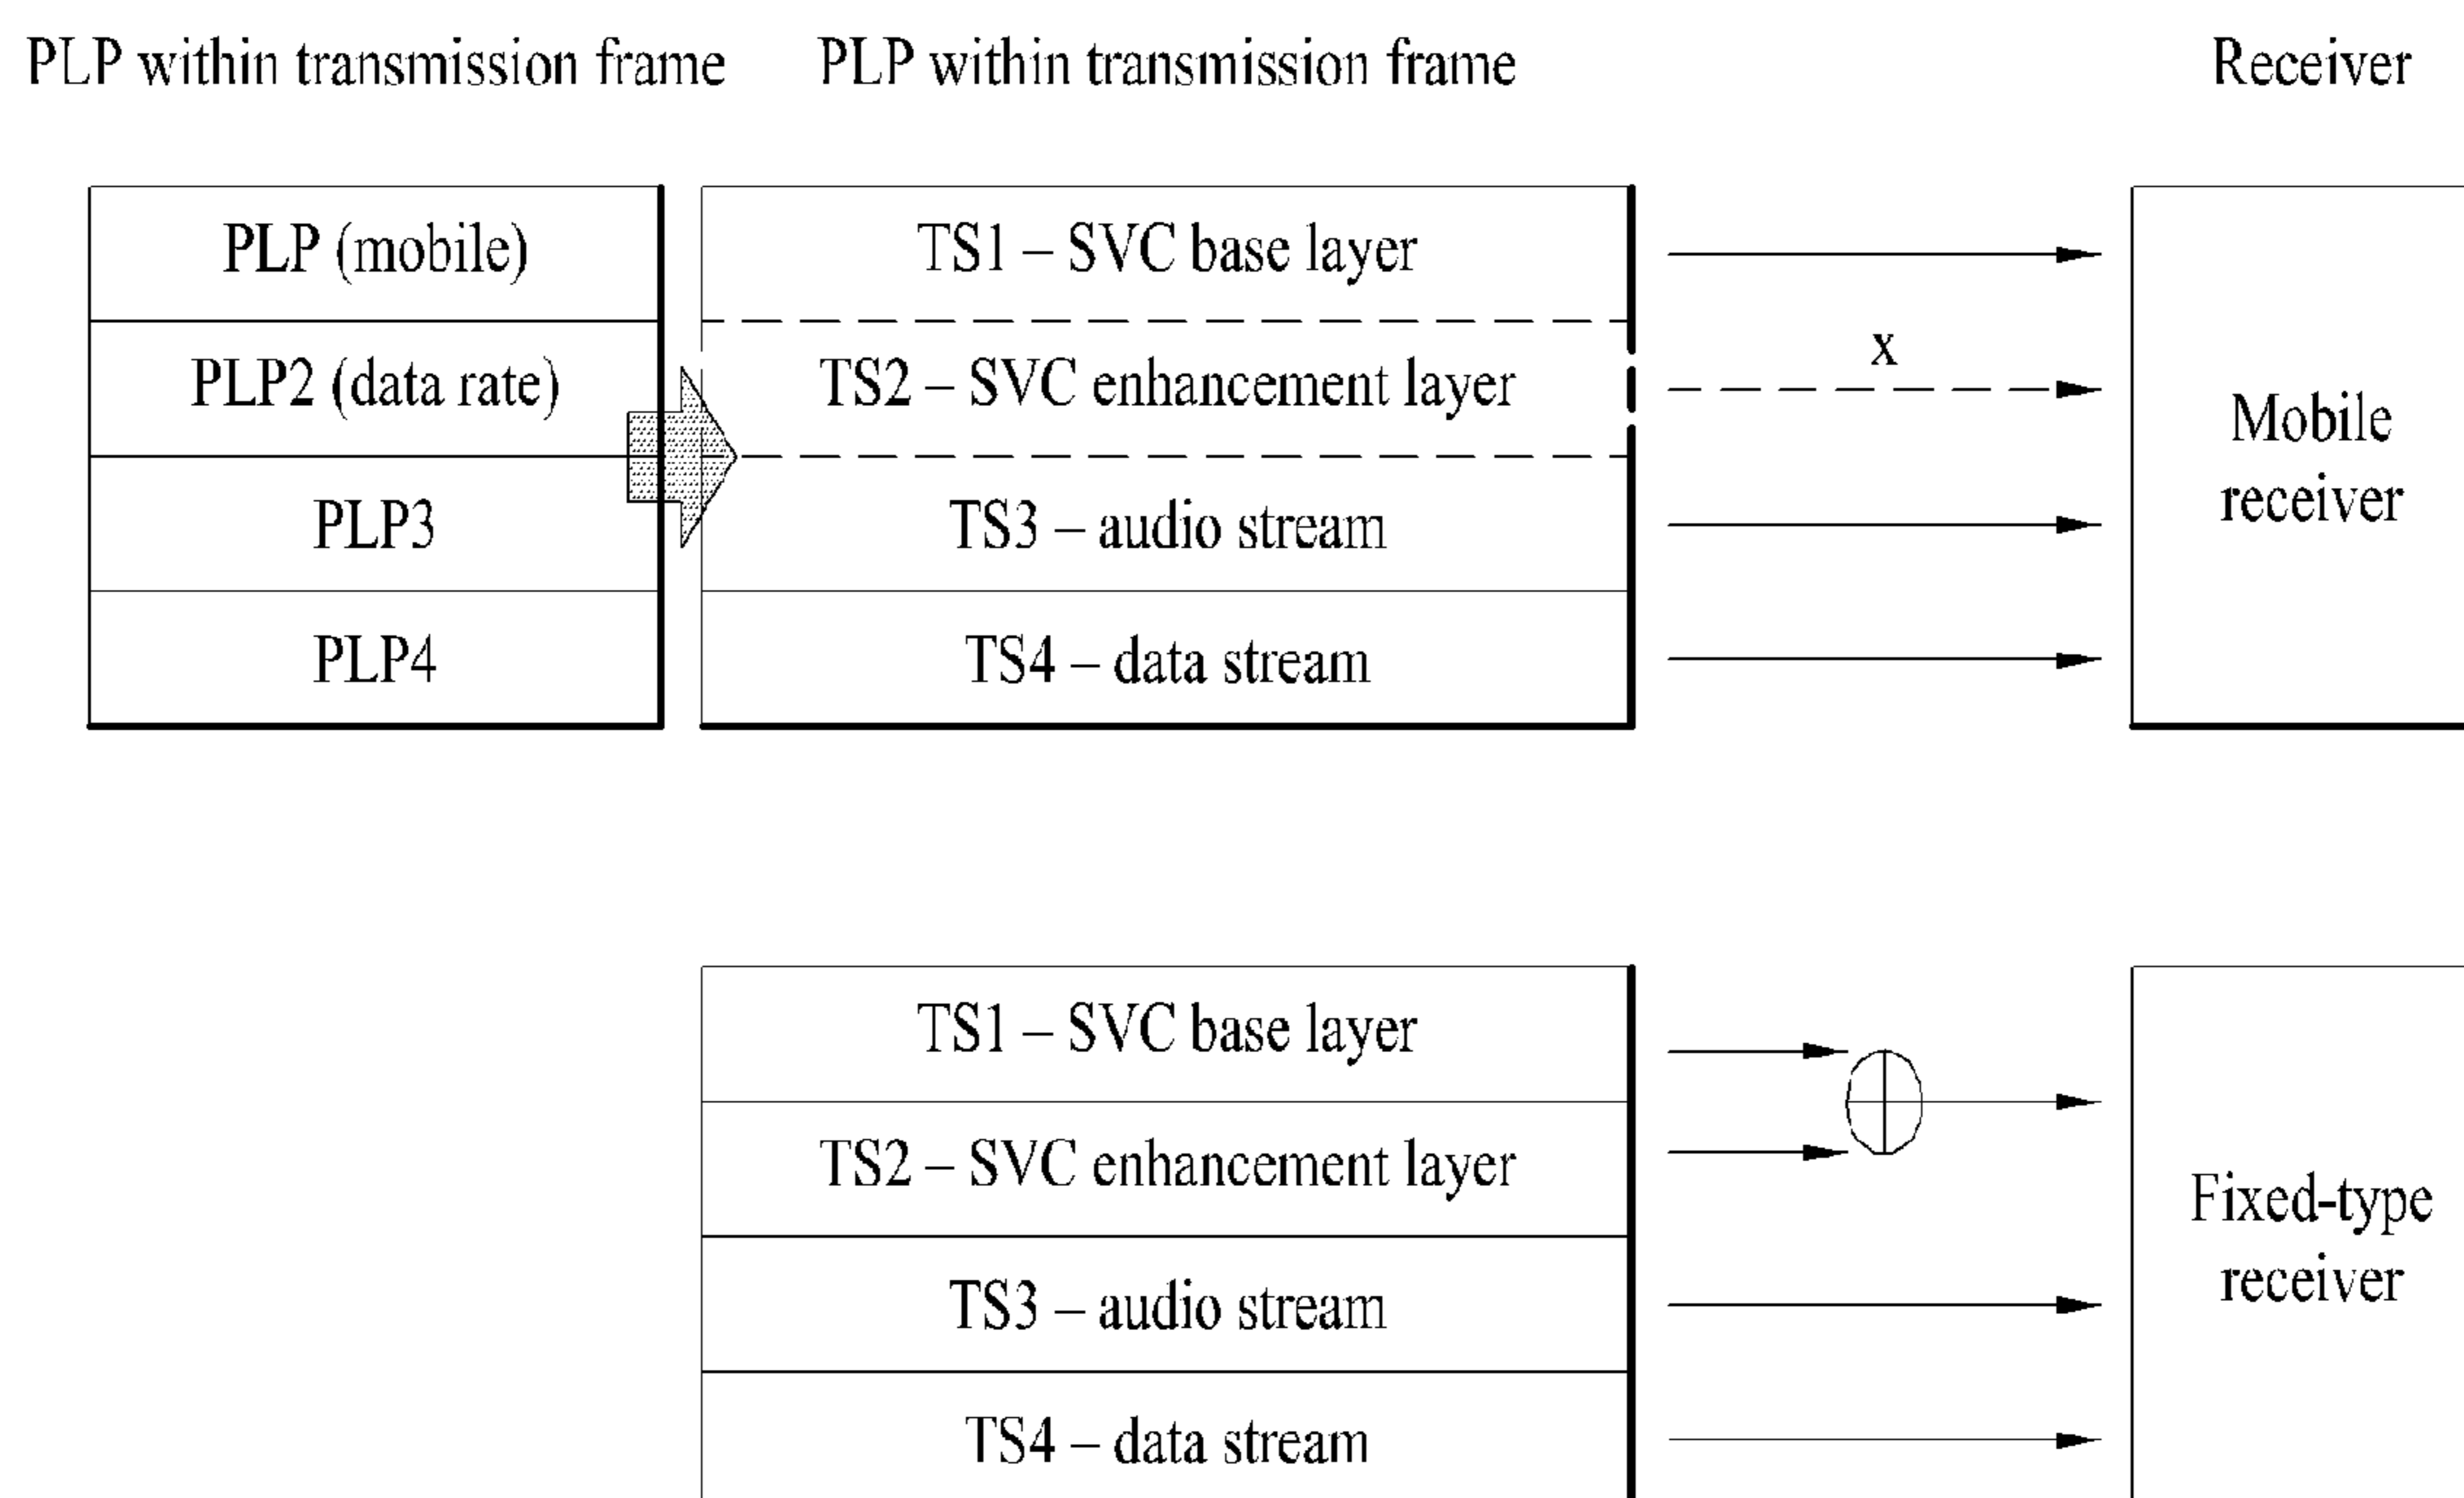 PLP within transmission frame
PLP within transmission frame
Receiver
PLP (mobile)
PLP2 (data rate)
PLP3
PLP4
TS1 – SVC base layer
TS2 – SVC enhancement layer
TS3 – audio stream
TS4 – data stream
x
Mobile
receiver
TS1 – SVC base layer
TS2 – SVC enhancement layer
TS3 – audio stream
TS4 – data stream
Fixed-type
receiver